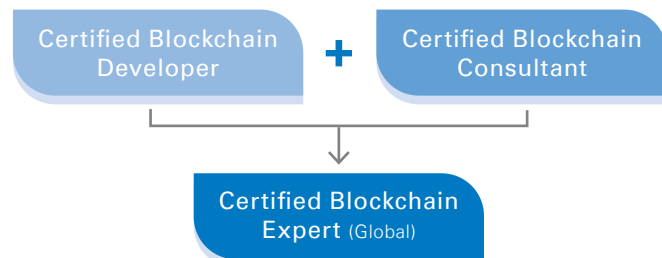 Certified Blockchain
Developer
+
Certified Blockchain
Consultant
Certified Blockchain
Expert (Global)